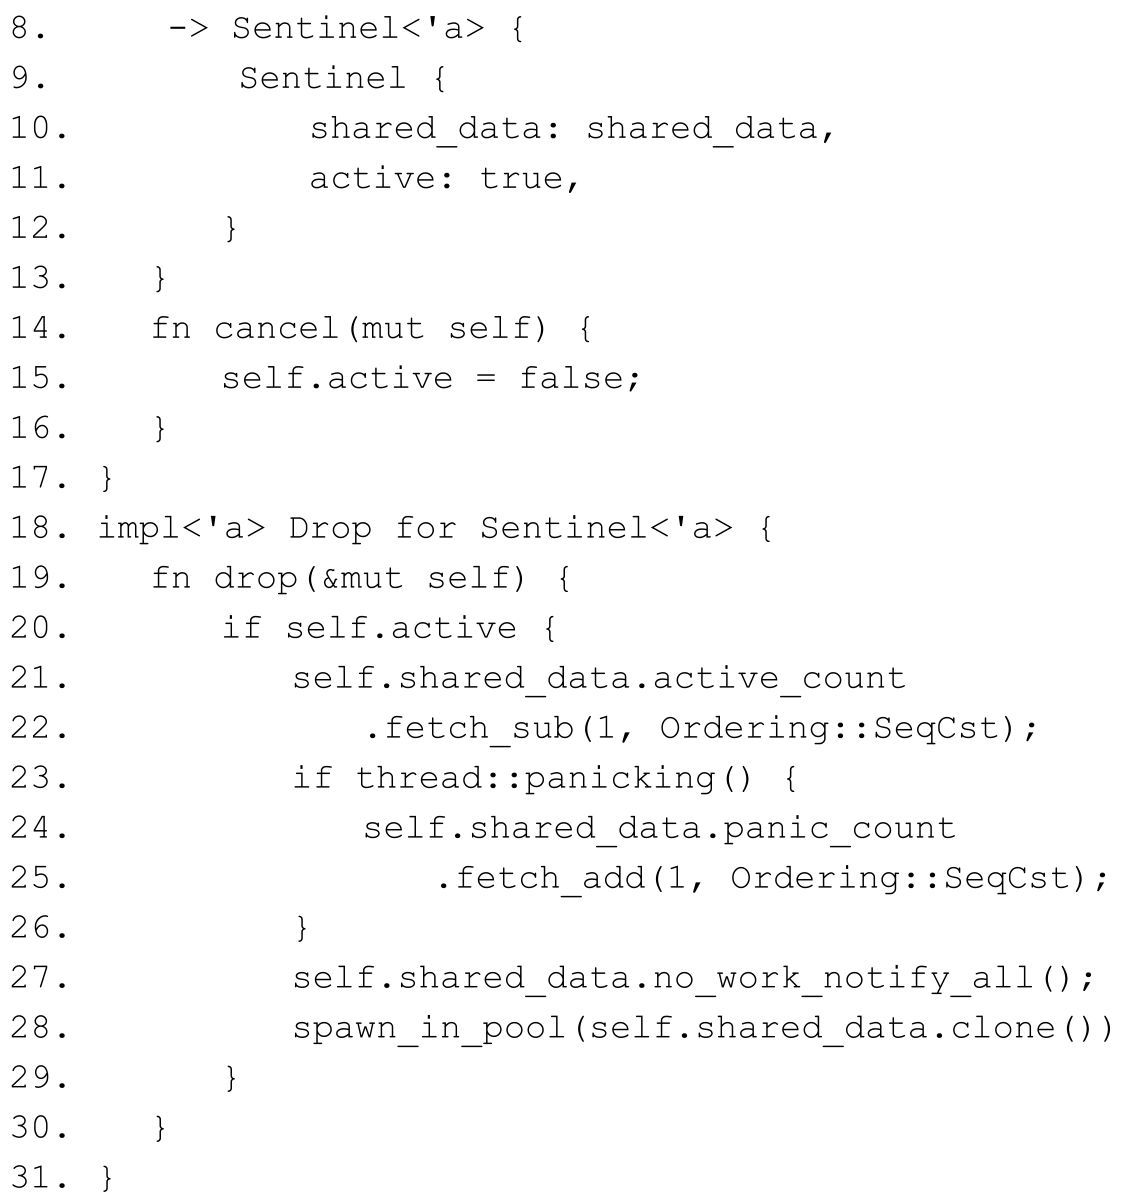 8.      -> Sentinel<'a> {
9.          Sentinel {
10.             shared_data: shared_data,
11.             active: true,
12.         }
13.     }
14.     fn cancel(mut self) {
15.         self.active = false;
16.     }
17. }
18. impl<'a> Drop for Sentinel<'a> {
19.     fn drop(&mut self) {
20.         if self.active {
21.             self.shared_data.active_count
22.                 .fetch_sub(1, Ordering::SeqCst);
23.             if thread::panicking() {
24.                 self.shared_data.panic_count
25.                     .fetch_add(1, Ordering::SeqCst);
26.             }
27.             self.shared_data.no_work_notify_all();
28.             spawn_in_pool(self.shared_data.clone())
29.         }
30.     }
31. }